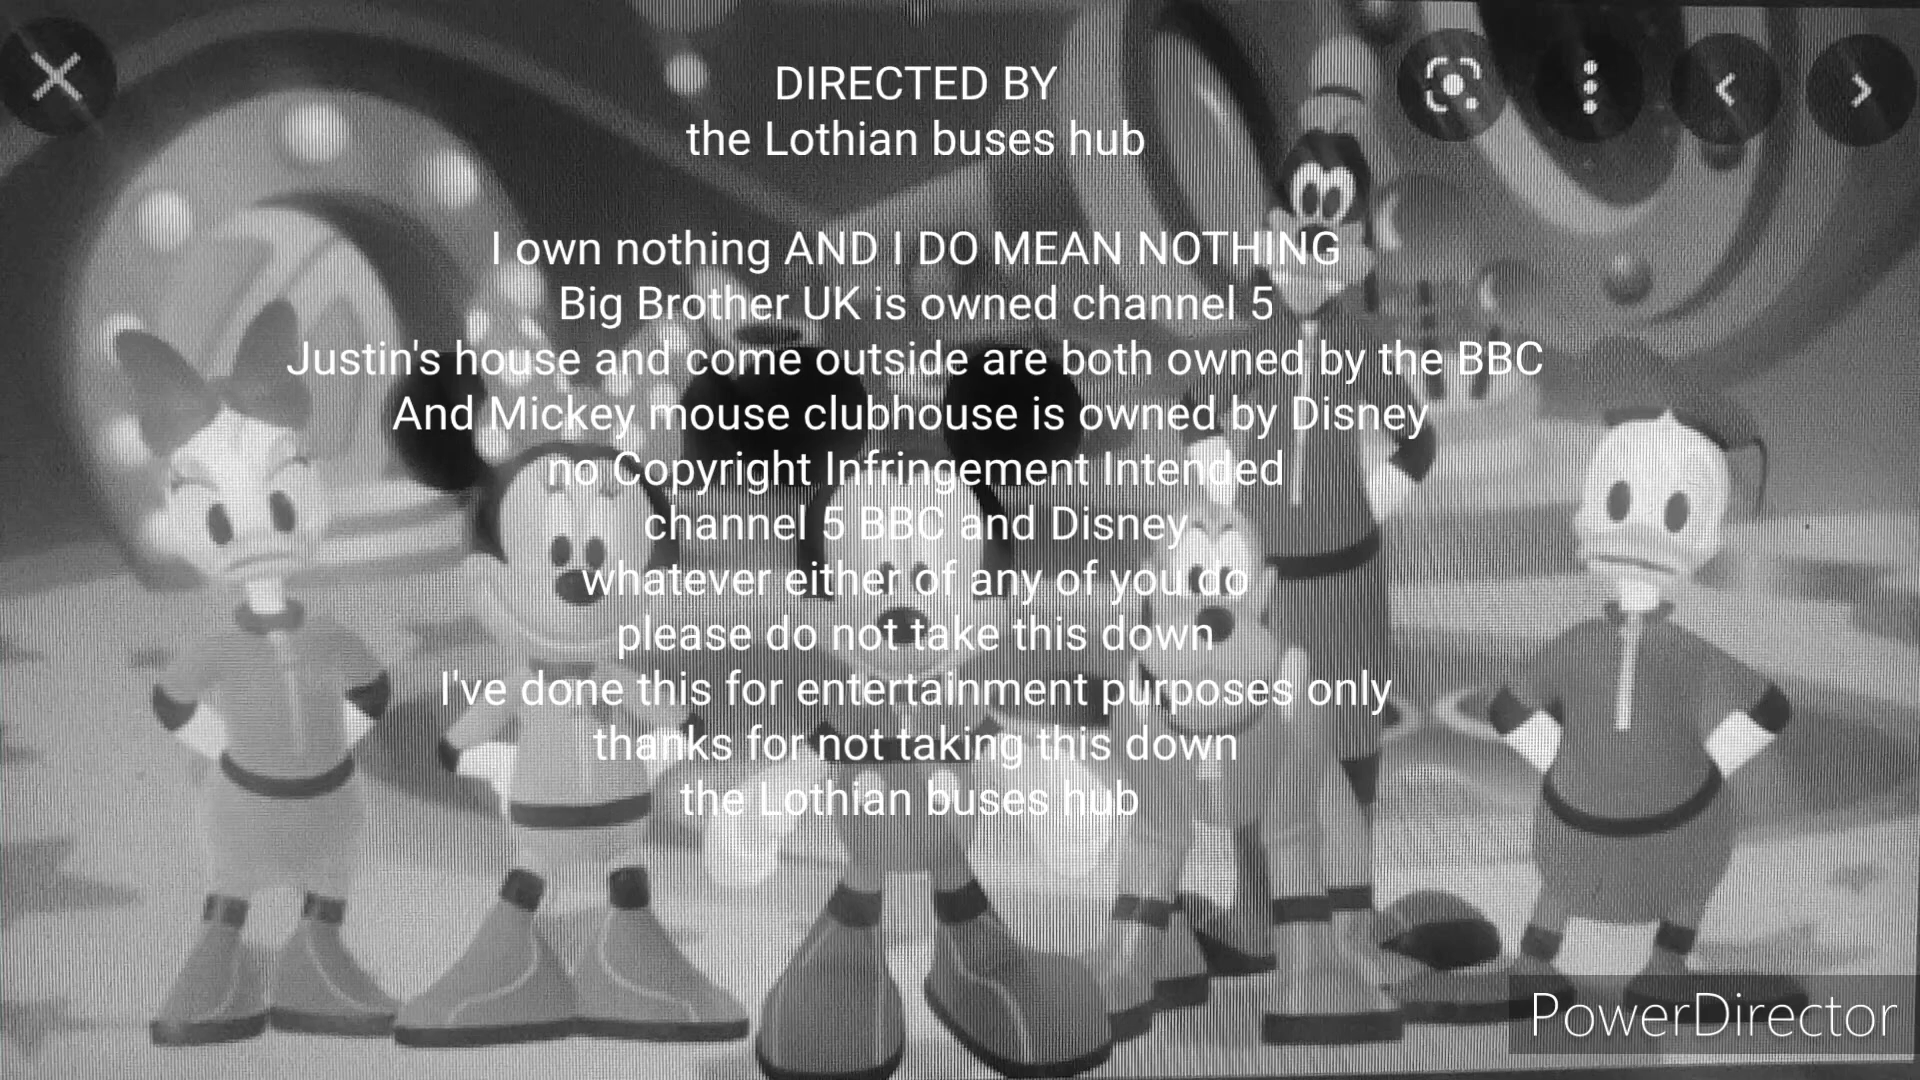 DIRECTED BY
the Lothian buses hub
I own nothing AND I DO MEAN NOTHING
Big Brother UK is owned channel 5
Justin's house and come outside are both owned by the BBC
And Mickey mouse clubhouse is owned by Disney
no Copyright Infringement Intended
channel 5 BBC and Disney
whatever either of any of you do
please do not take this down
I've done this for entertainment purposes only
thanks for not taking this down
the Lothian buses hub
PowerDirector